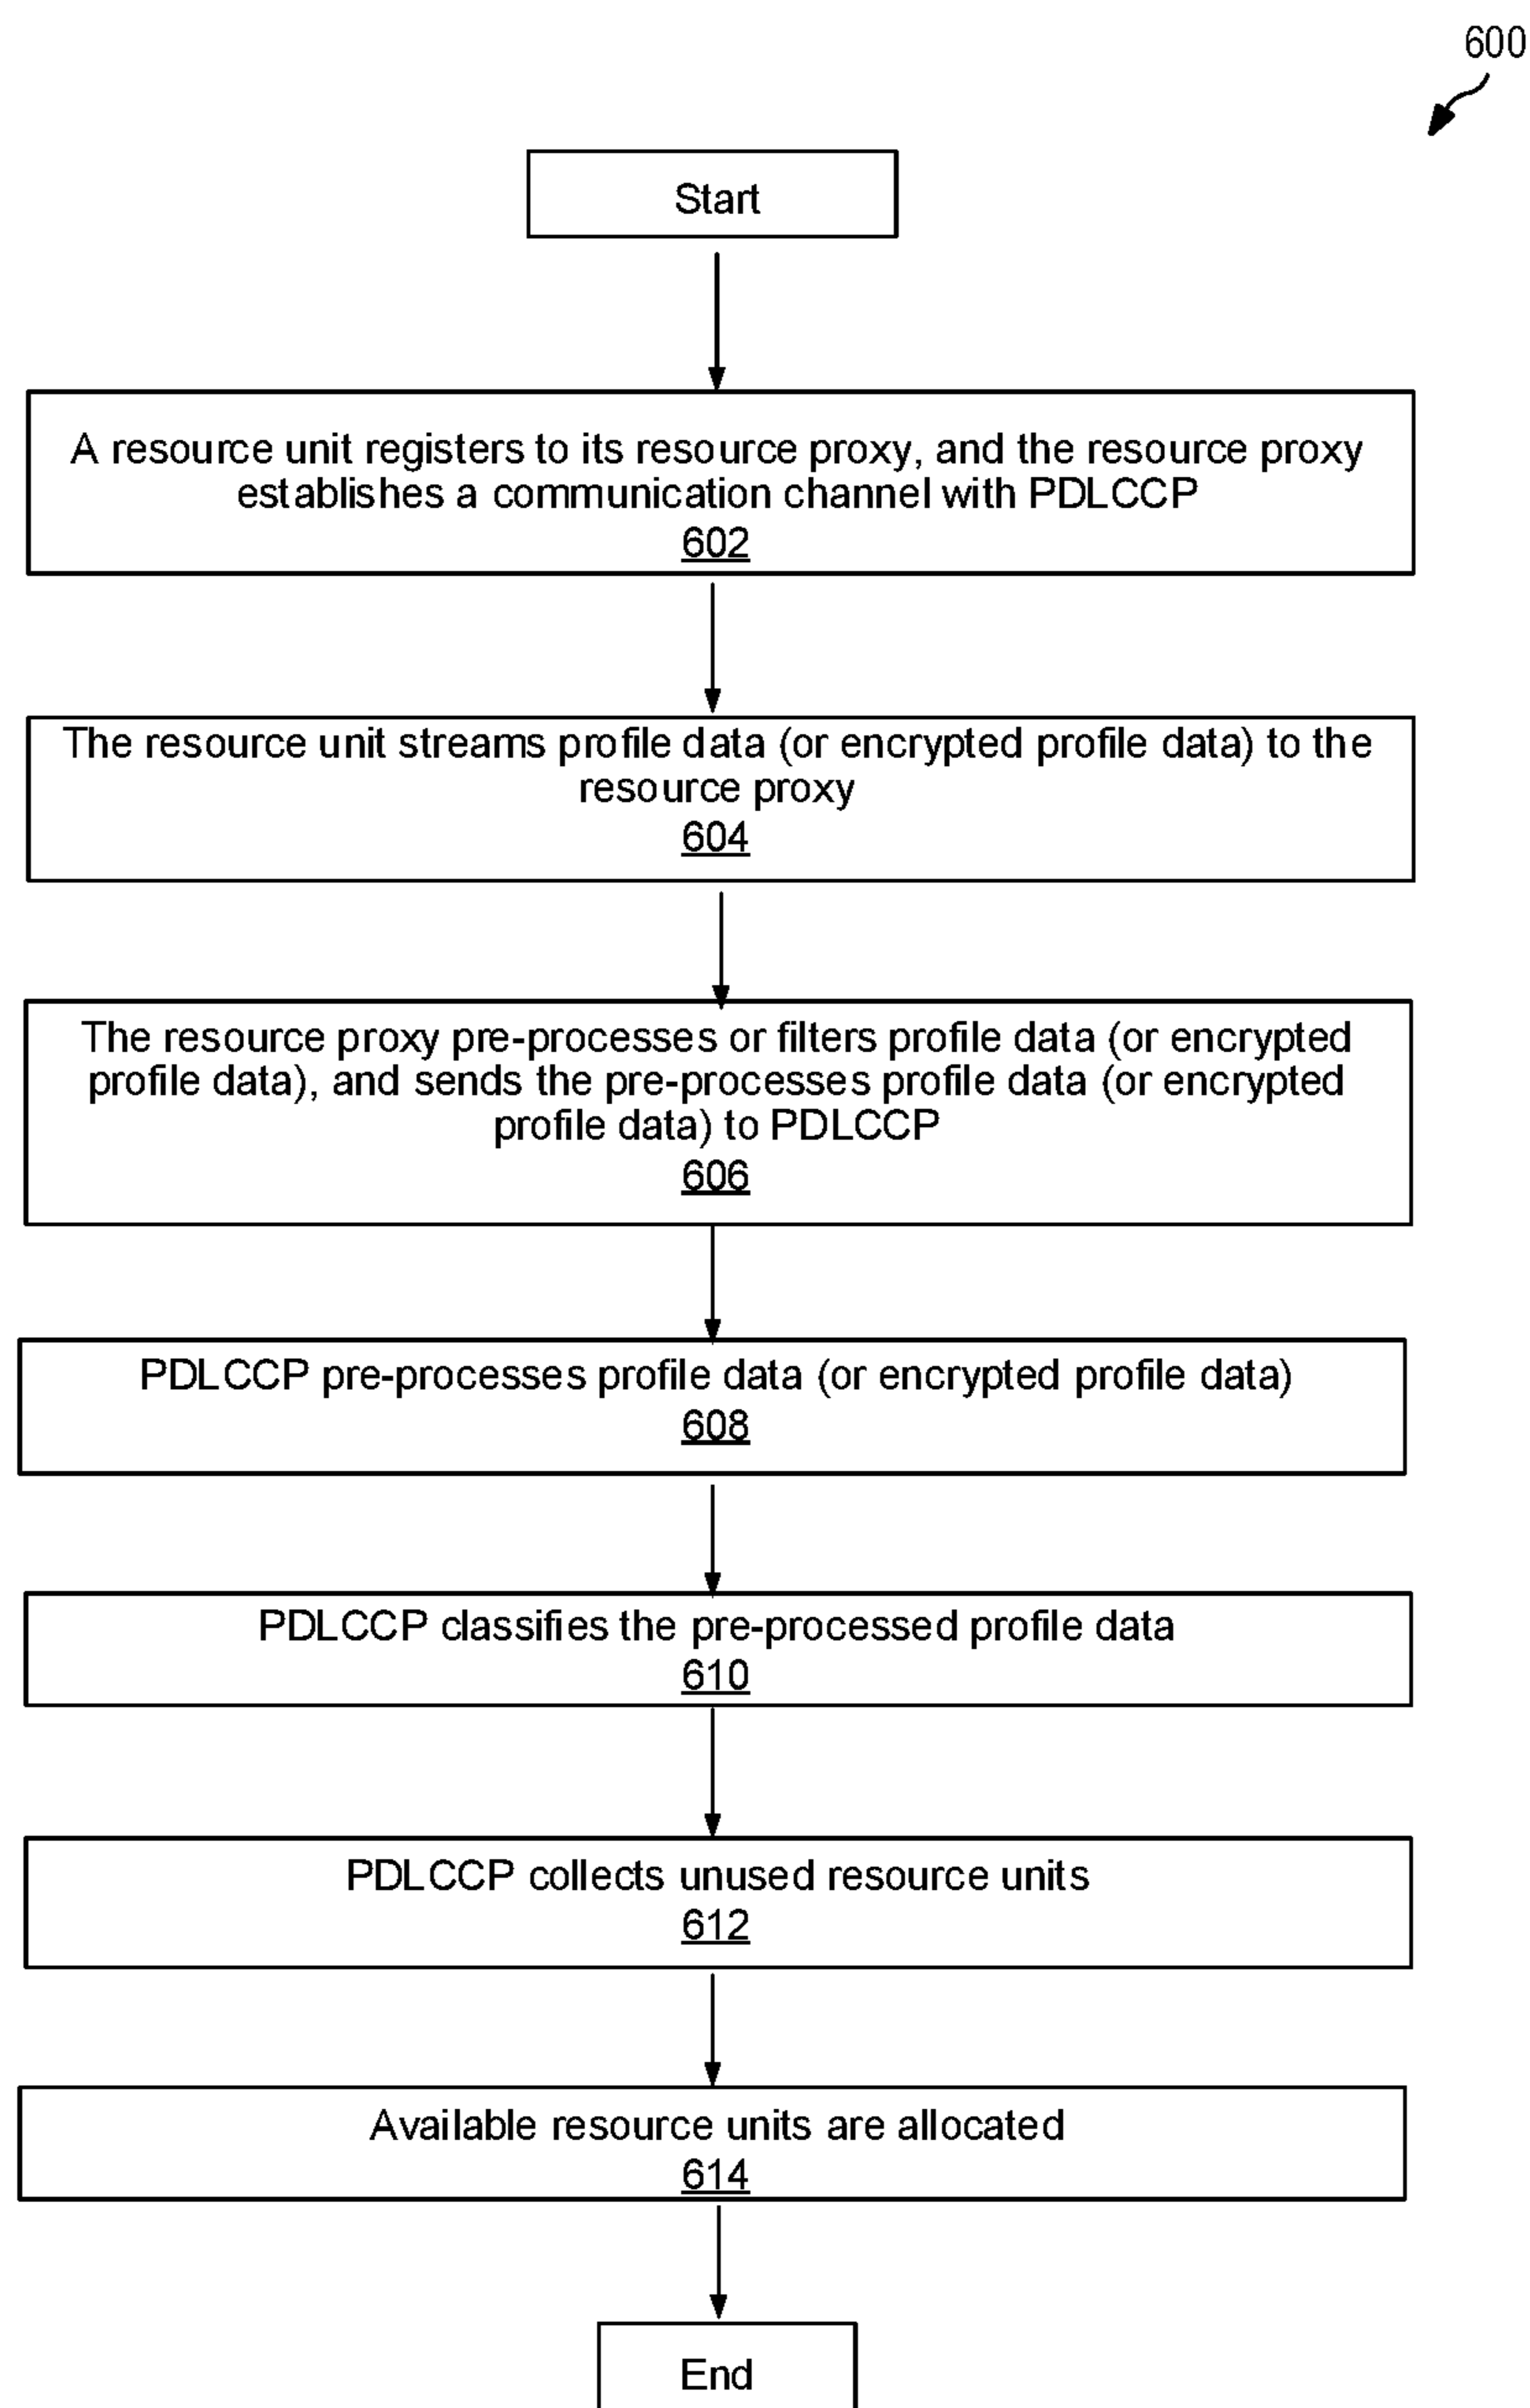 600
Start
A resource unit registers to its resource proxy, and the resource proxy
establishes a communication channel with PDLCCP
602
The resource unit streams profile data (or encrypted profile data) to the
resource proxy
604
The resource proxy pre-processes or filters profile data (or encrypted
profile data), and sends the pre-processes profile data (or encrypted
profile data) to PDLCCP
606
PDLCCP pre-processes profile data (or encrypted profile data)
608
PDLCCP classifies the pre-processed profile data
610
PDLCCP collects unused resource units
612
Available resource units are allocated
614
End